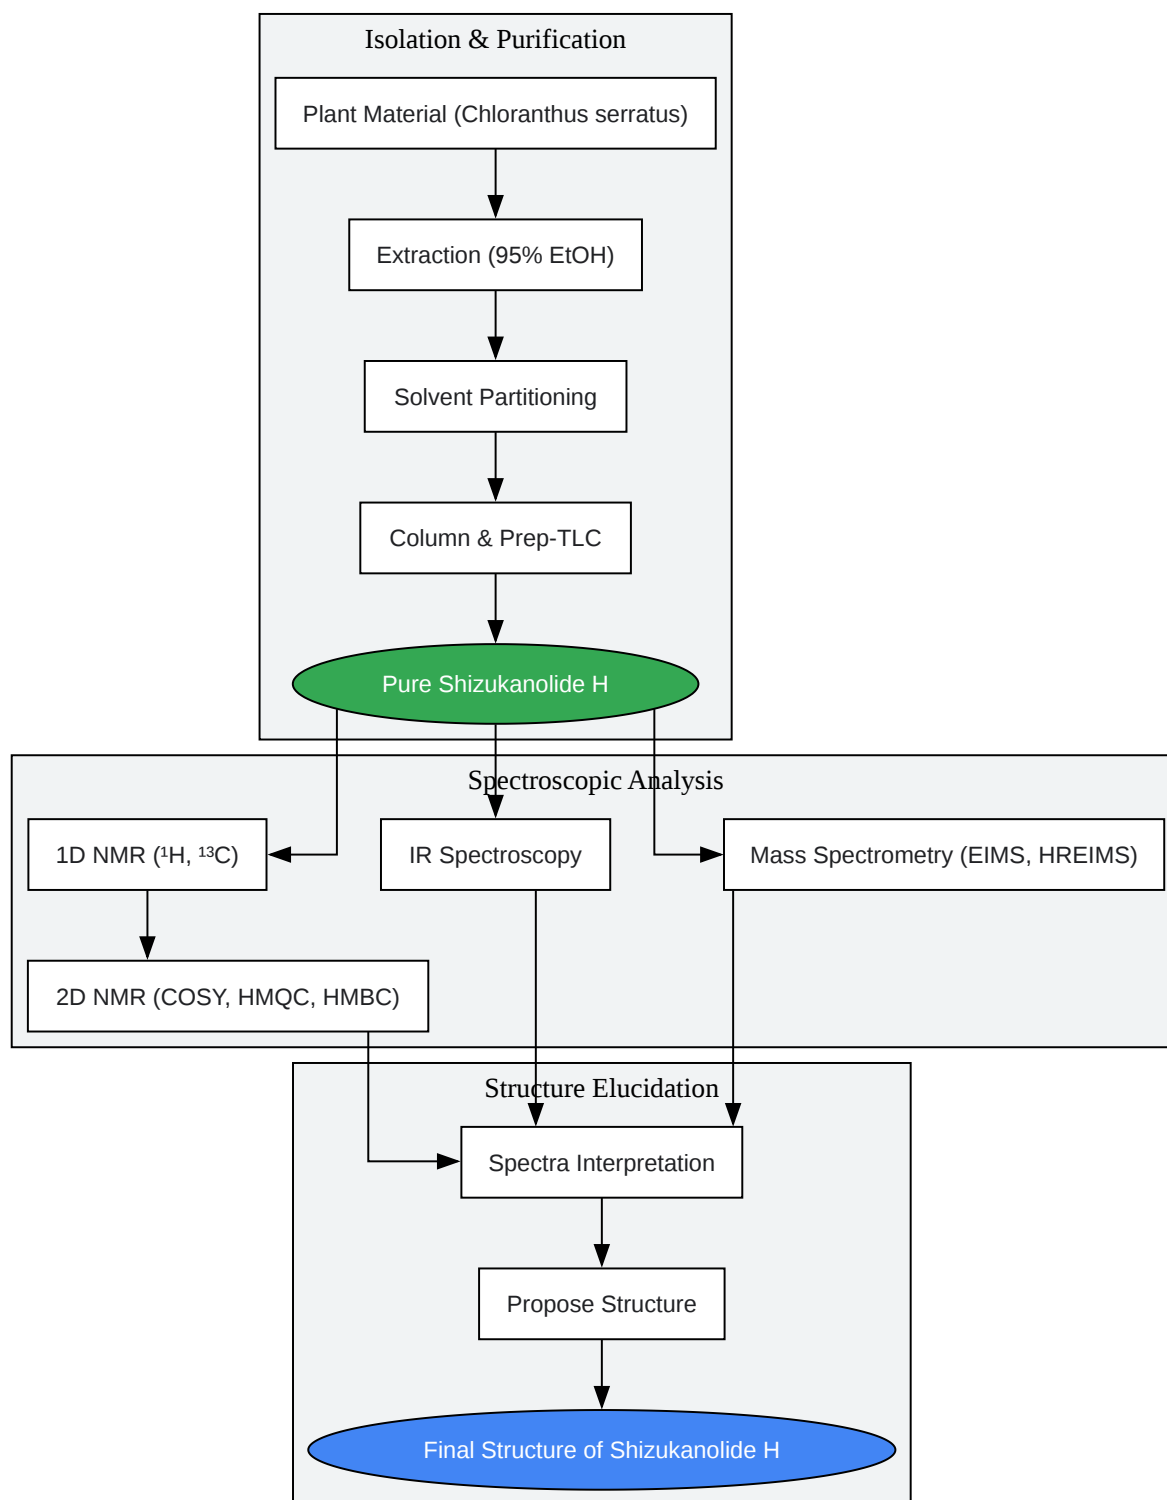 Isolation & Purification
Plant Material (Chloranthus serratus)
Extraction (95% EtOH)
Solvent Partitioning
Column & Prep-TLC
Pure Shizukanolide H
Spectroscopic Analysis
1D NMR (¹H, ¹³C)
IR Spectroscopy
Mass Spectrometry (EIMS, HREIMS)
2D NMR (COSY, HMQC, HMBC)
Structure Elucidation
Spectra Interpretation
Propose Structure
Final Structure of Shizukanolide H